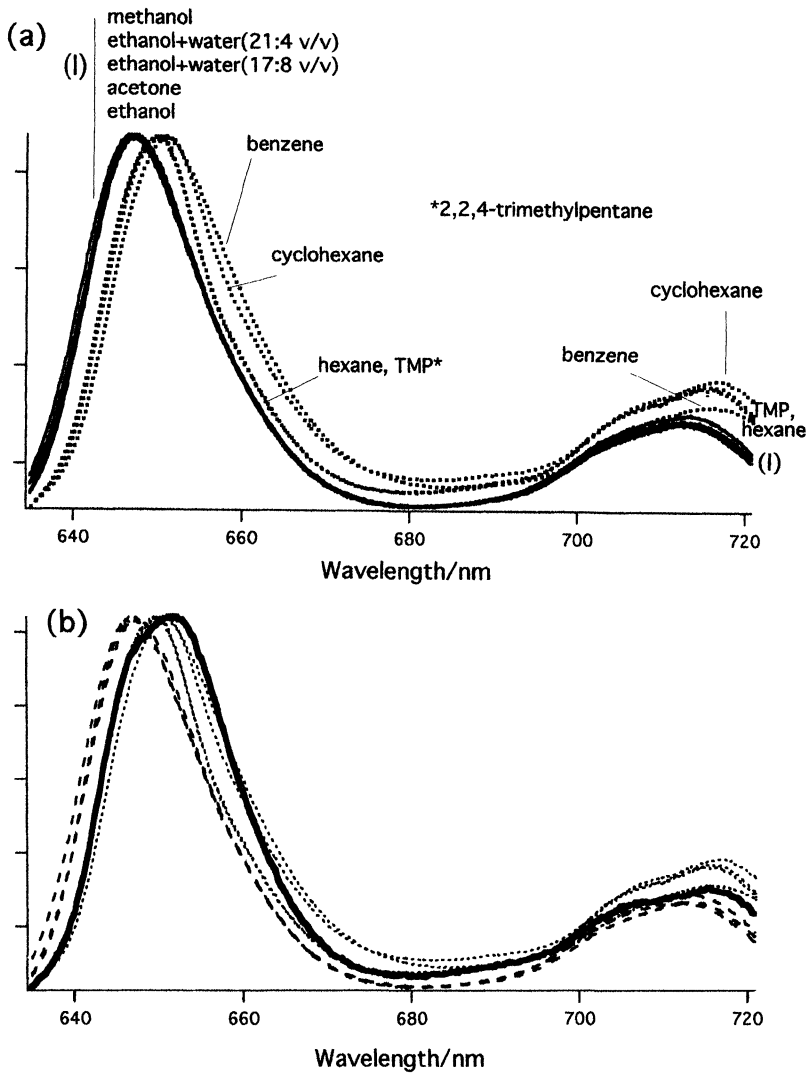 (a)
methanol
ethanol+water(21:4 v/v)
(I)
ethanol+water(17:8 v/v)
acetone
ethanol
benzene
*2,2,4-trimethylpentane
cyclohexane
cyclohexane
benzene
hexane, TMP*
TMP,
hexane
(I)
640
660
680
700
720
Wavelength/nm
(b)
640
660
680
700
720
Wavelength/nm